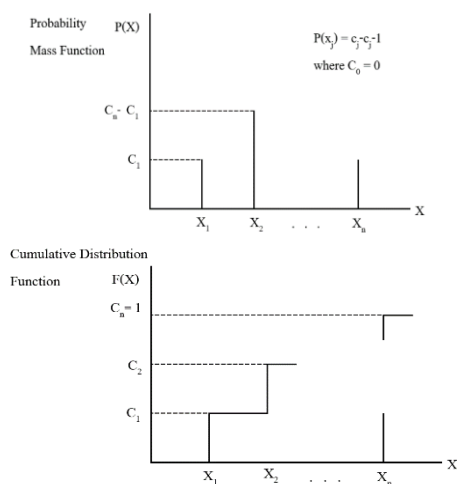 Probability P(X)
Mass Function
P(xj) = cj-cj-1
where C0 = 0
Cn- C1
C1
X
X1 X2 . . . Xn
Cumulative Distribution
Function F(X)
Cn= 1
C2
C1
X
X1 X2 . . . Xn